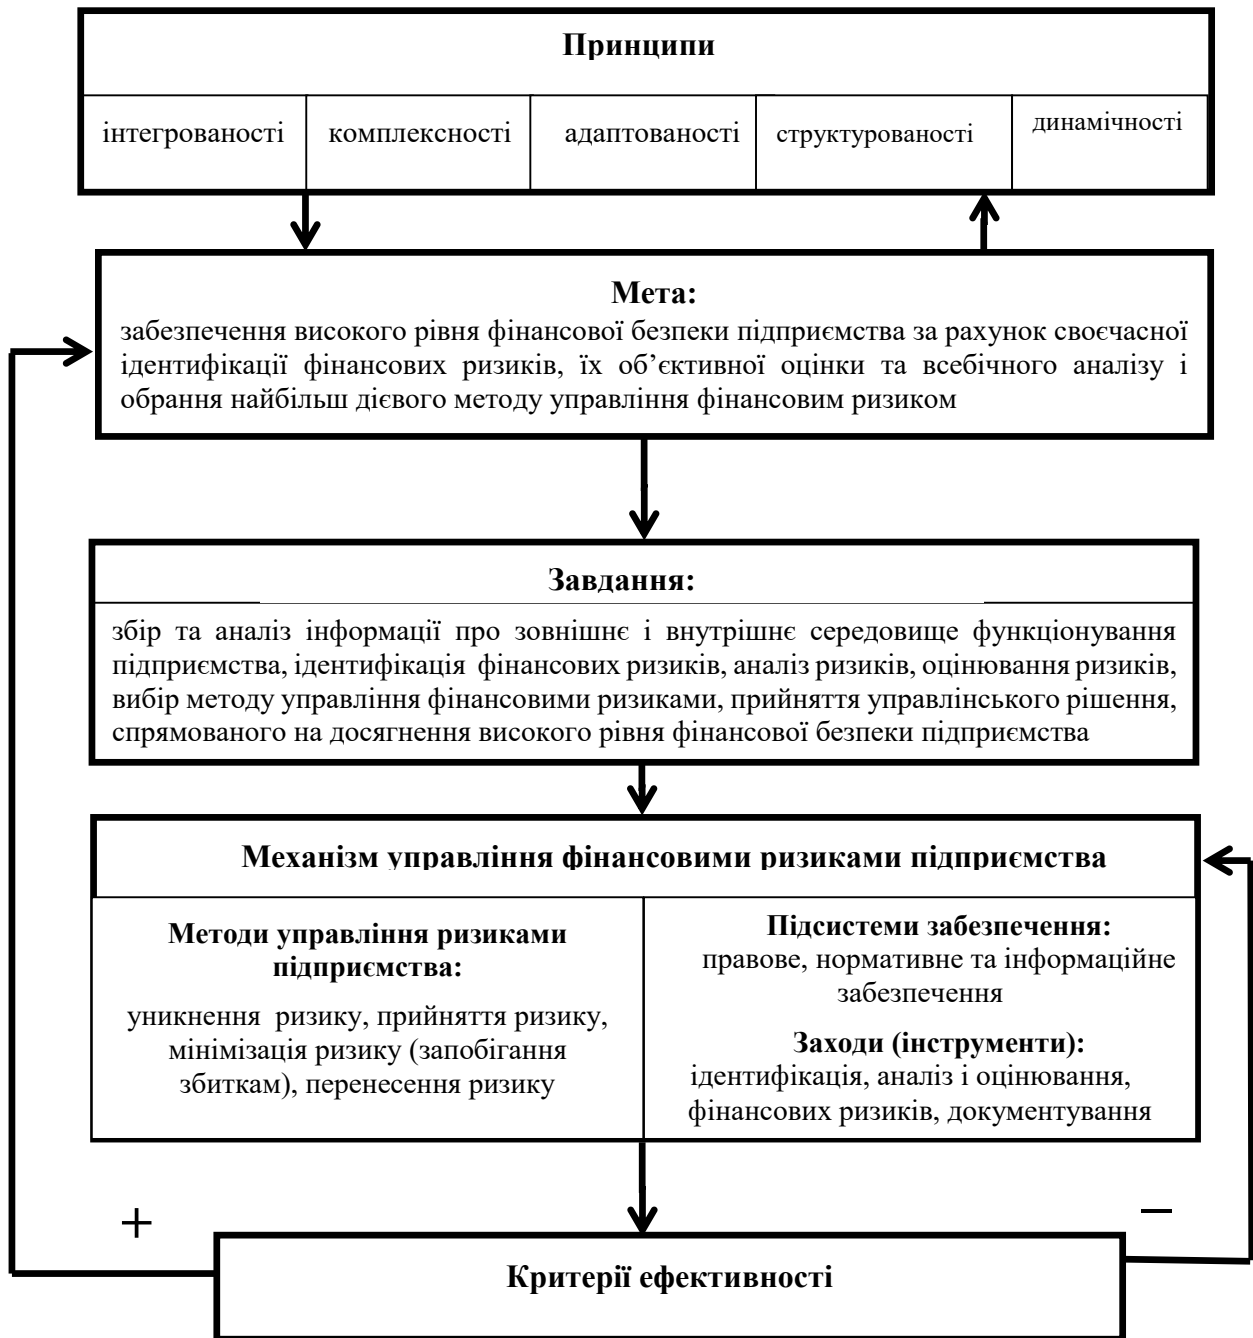 Принципи
інтегрованості комплексності адаптованості структурованості динамічності
Мета:
забезпечення високого рівня фінансової безпеки підприємства за рахунок своєчасної
ідентифікації фінансових ризиків, їх об’єктивної оцінки та всебічного аналізу і
обрання найбільш дієвого методу управління фінансовим ризиком
Завдання:
збір та аналіз інформації про зовнішнє і внутрішнє середовище функціонування
підприємства, ідентифікація фінансових ризиків, аналіз ризиків, оцінювання ризиків,
вибір методу управління фінансовими ризиками, прийняття управлінського рішення,
спрямованого на досягнення високого рівня фінансової безпеки підприємства
Механізм управління фінансовими ризиками підприємства
Методи управління ризиками
підприємства:
уникнення ризику, прийняття ризику,
мінімізація ризику (запобігання
збиткам), перенесення ризику
Підсистеми забезпечення:
правове, нормативне та інформаційне
забезпечення
Заходи (інструменти):
ідентифікація, аналіз і оцінювання,
фінансових ризиків, документування
+
–
Критерії ефективності